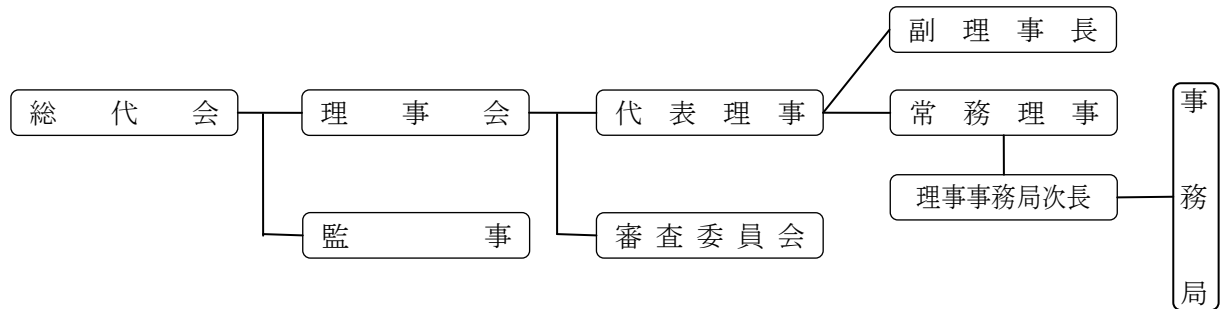 副理事長
総代会
理事会
代表理事
常務理事
理事事務局次長
監事
審査委員会
事務局